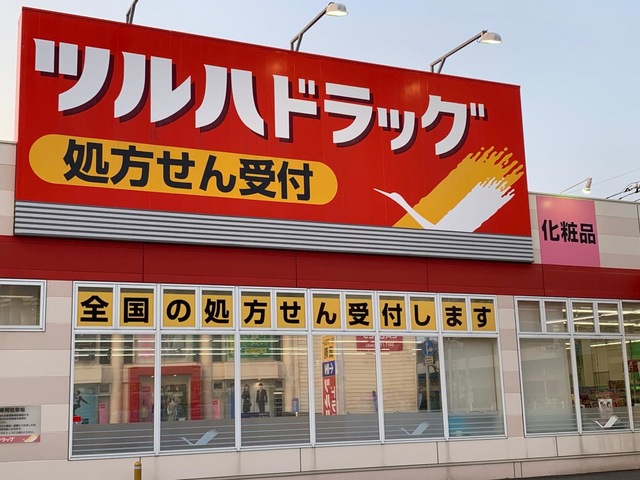 ツルハドラッグ
処方せん受付
化粧品
全国の処方せん受付します